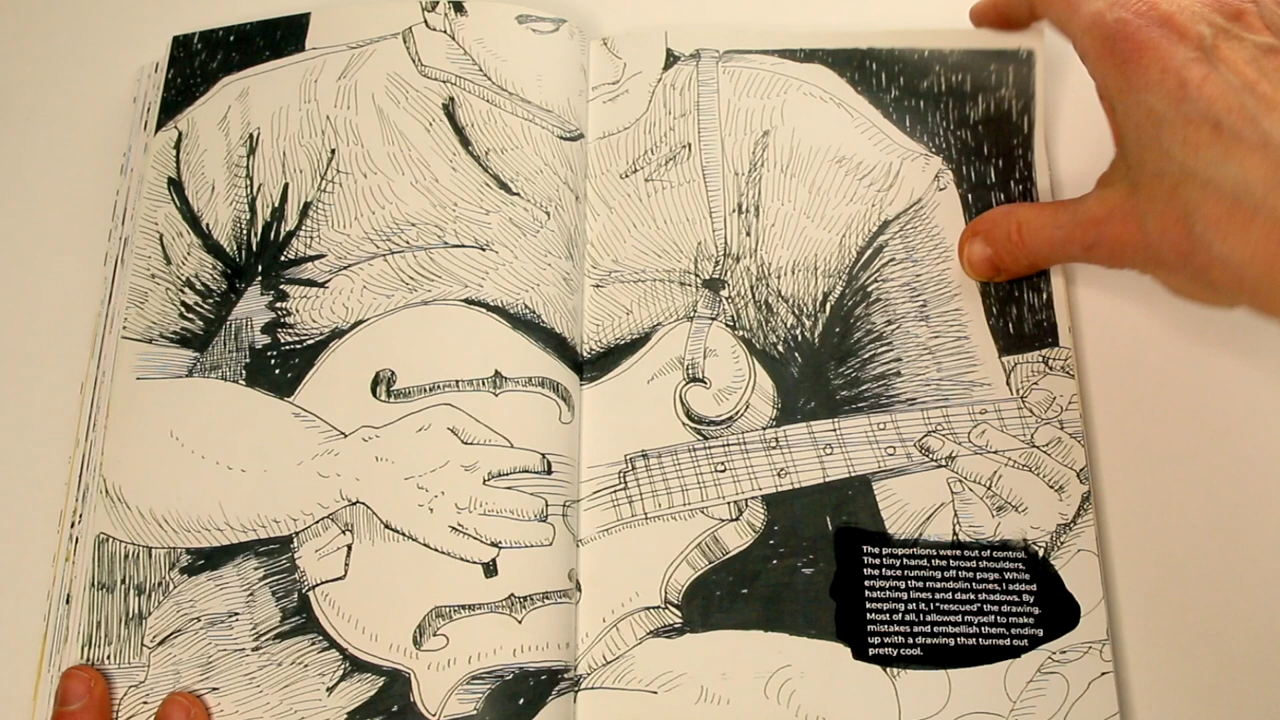 The proportions were out of control.
The tiny hand, the broad shoulders,
the face running off the page. While
enjoying the mandolin tunes, I added
hatching lines and dark shadows. By
keeping at it, I “rescued” the drawing.
Most of all, I allowed myself to make
mistakes and embellish them, ending
up with a drawing that turned out
pretty cool.